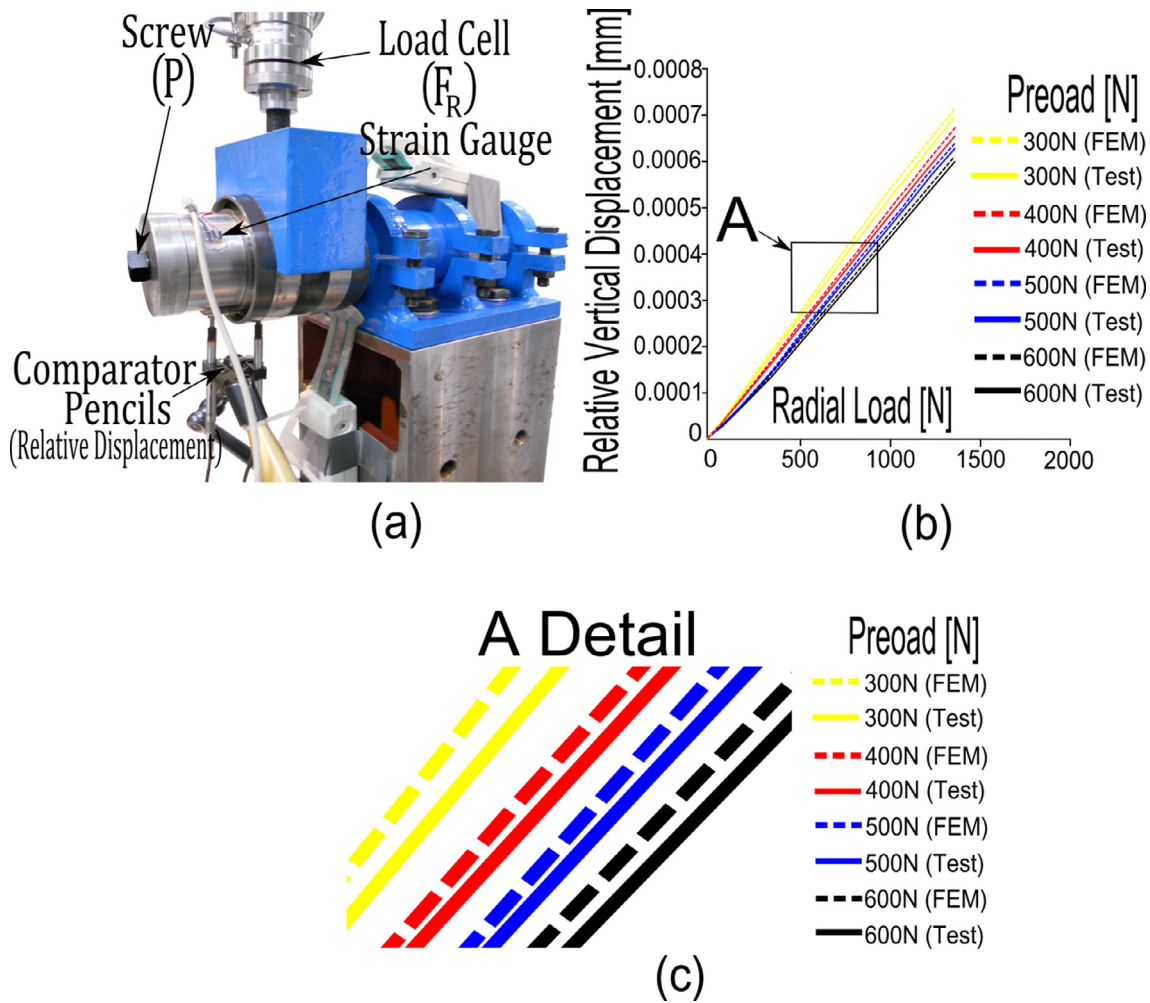 Screw
(P)
Load Cell
(FR)
Strain Gauge
Comparator
Pencils
(Relative Displacement)
(a)
Relative Vertical Displacement [mm]
0.0008
0.0007
0.0006
0.0005
0.0004
0.0003
0.0002
0.0001
0
A
Radial Load [N]
0
500
1000
1500
2000
Preoad [N]
300N (FEM)
300N (Test)
400N (FEM)
400N (Test)
500N (FEM)
500N (Test)
600N (FEM)
600N (Test)
(b)
A Detail
Preoad [N]
300N (FEM)
300N (Test)
400N (FEM)
400N (Test)
500N (FEM)
500N (Test)
600N (FEM)
600N (Test)
(c)